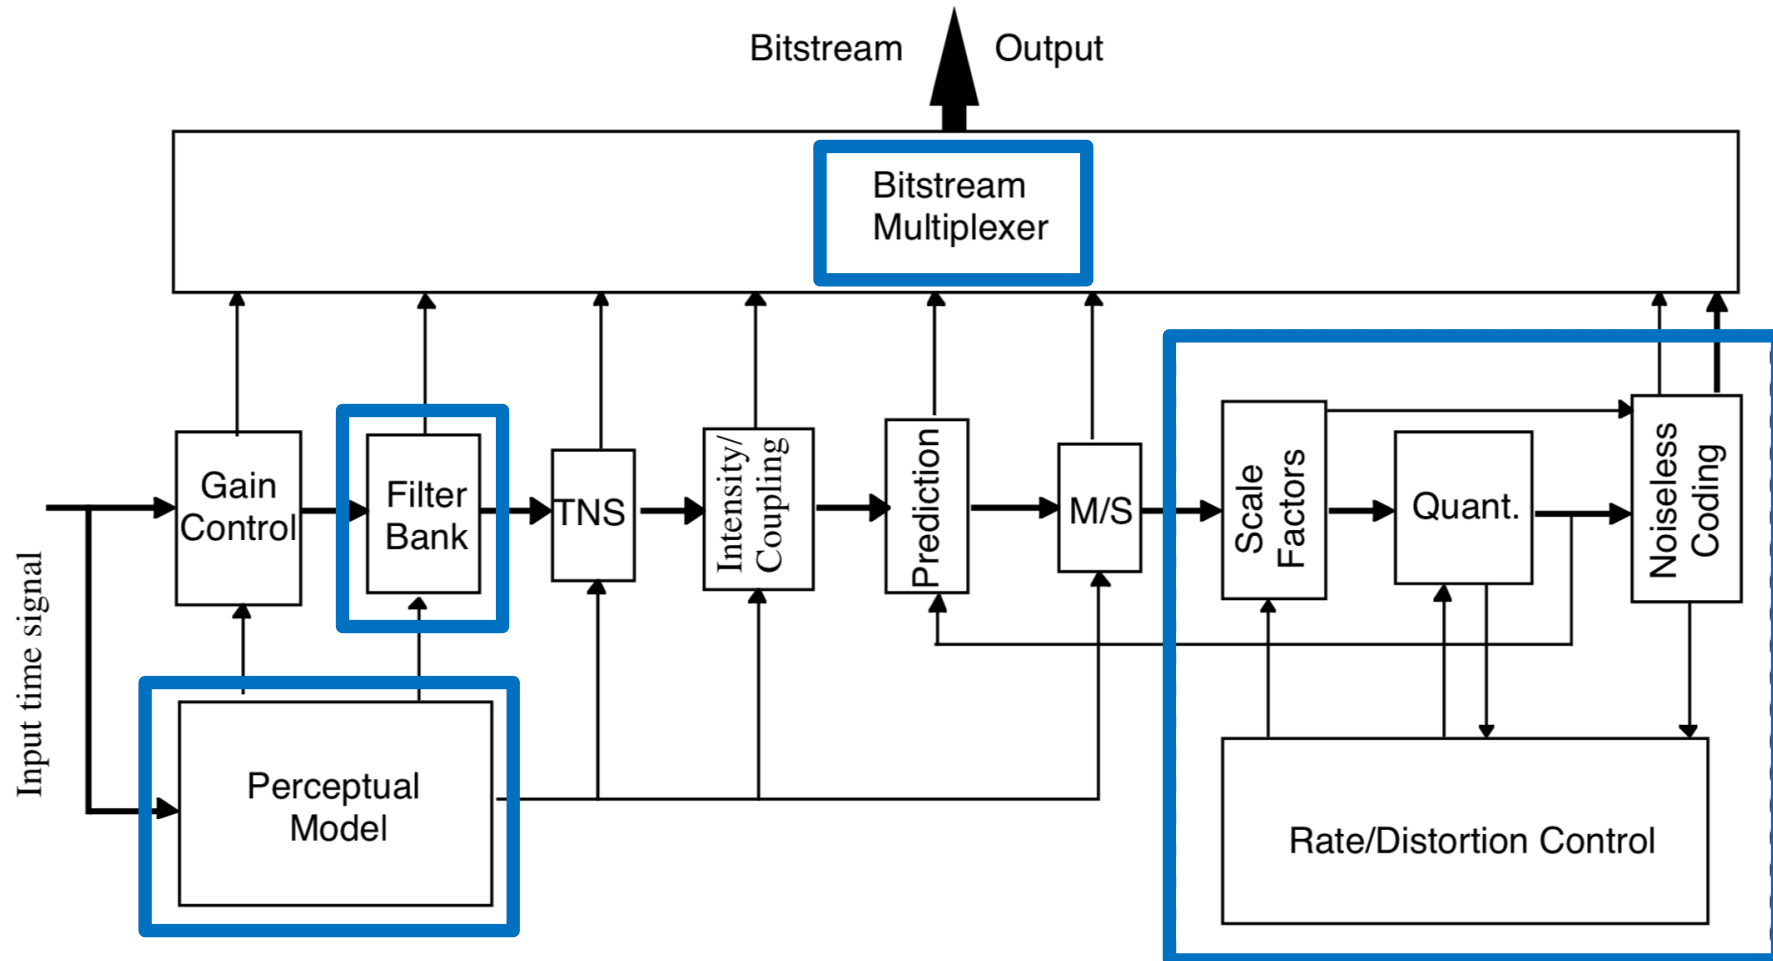 Bitstream Output
Bitstream
Multiplexer
Gain
Control
Filter
Bank
TNS
Intensity/
Coupling
Prediction
M/S
Scale
Factors
Quant.
Noiseless
Coding
Input time signal
Perceptual
Model
Rate/Distortion Control